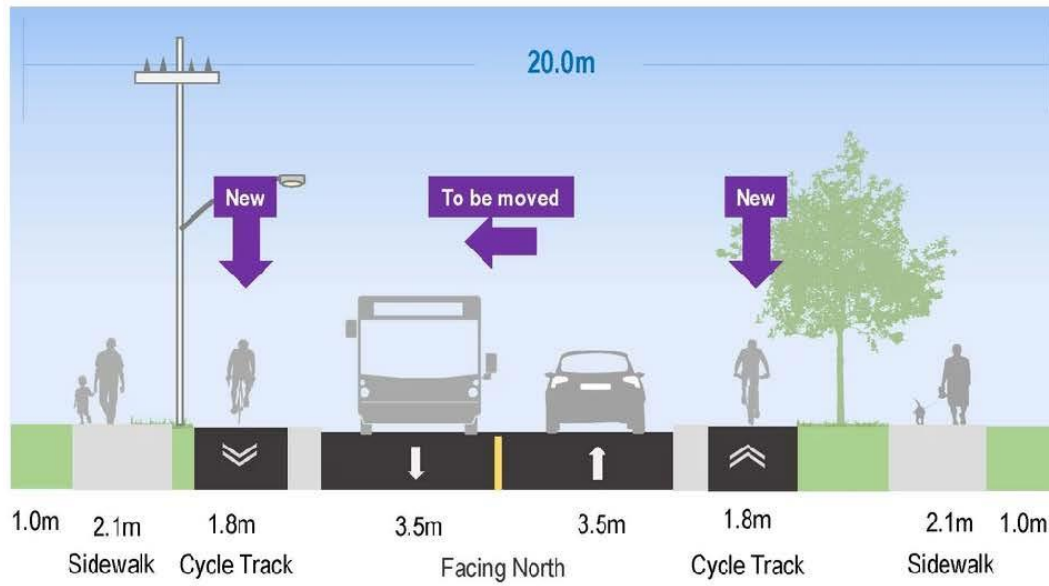 20.0m
New
To be moved
New
1.0m 2.1m 1.8m 3.5m 3.5m 1.8m 2.1m 1.0m
Sidewalk Cycle Track Facing North Cycle Track Sidewalk